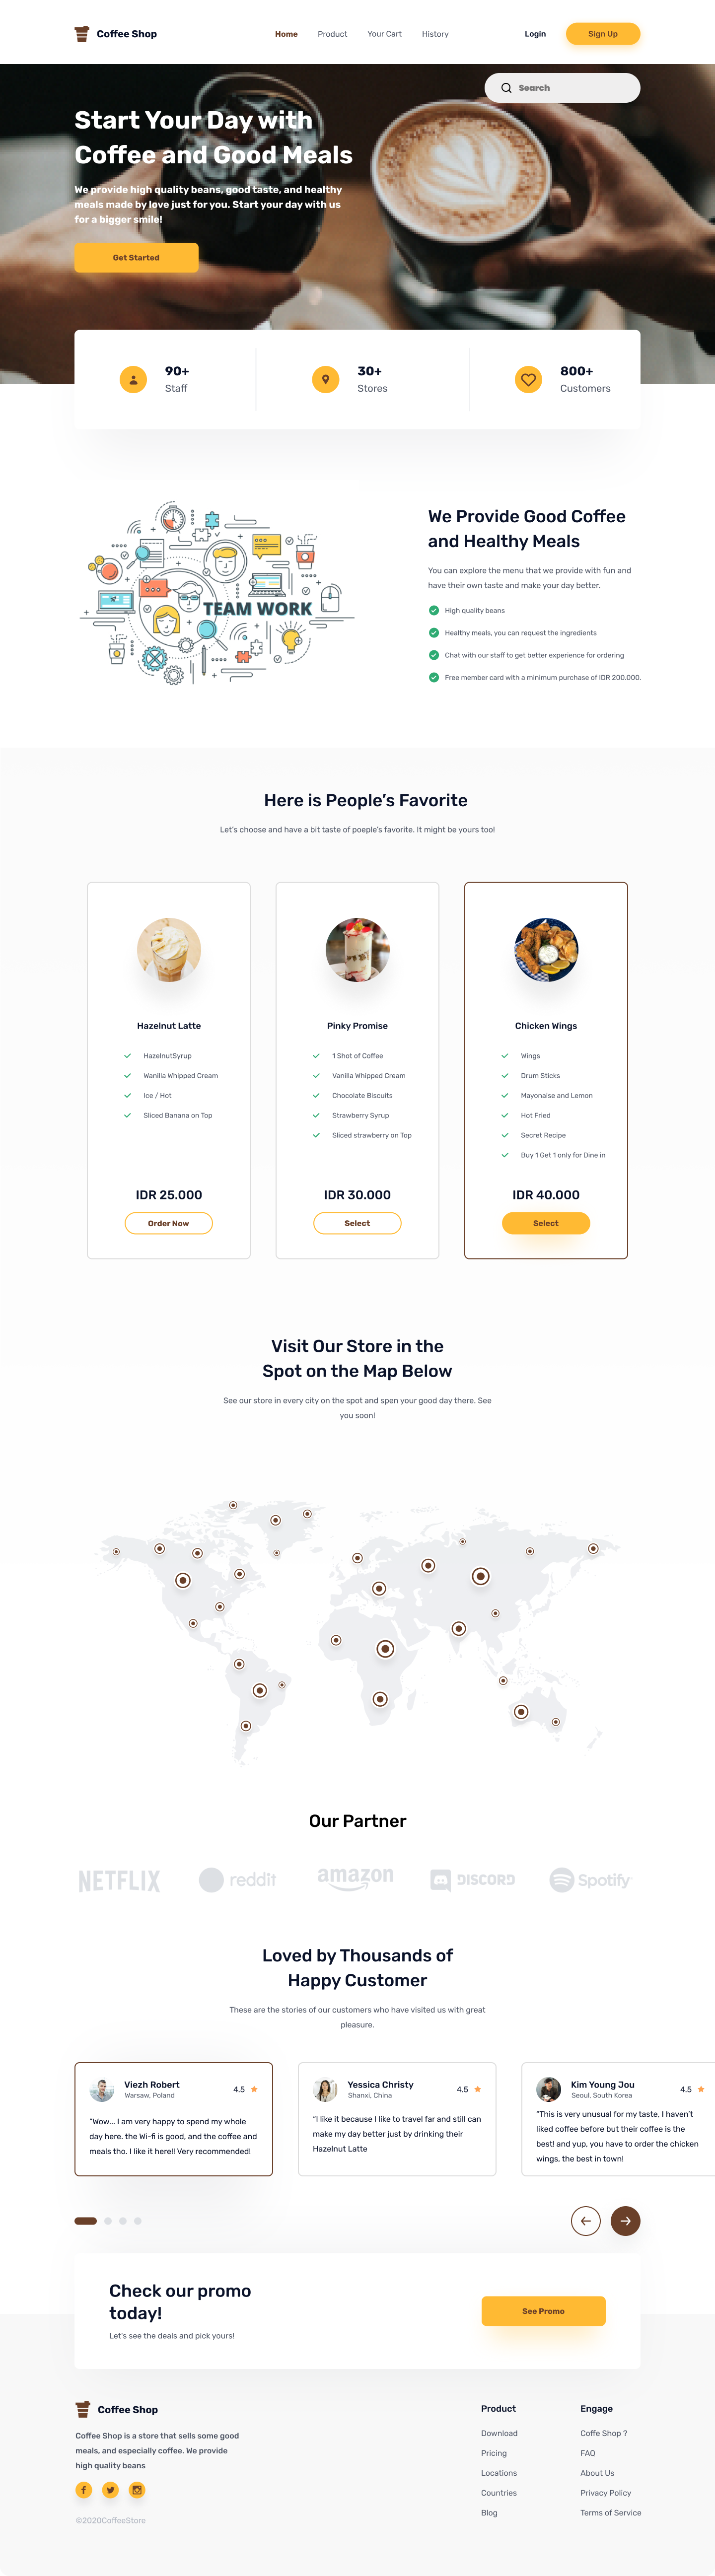 Coffee Shop
Home
Product
Your Cart
History
Login
Sign Up
Search
Start Your Day with
Coffee and Good Meals
We provide high quality beans, good taste, and healthy
meals made by love just for you. Start your day with us
for a bigger smile!
Get Started
90+
Staff
30+
Stores
800+
Customers
TEAM WORK
We Provide Good Coffee
and Healthy Meals
You can explore the menu that we provide with fun and
have their own taste and make your day better.
High quality beans
Healthy meals, you can request the ingredients
Chat with our staff to get better experience for ordering
Free member card with a minimum purchase of IDR 200.000.
Here is People's Favorite
Let's choose and have a bit taste of poeple's favorite. It might be yours too!
Hazelnut Latte
HazelnutSyrup
Wanilla Whipped Cream
Ice / Hot
Sliced Banana on Top
IDR 25.000
Order Now
Pinky Promise
1 Shot of Coffee
Vanilla Whipped Cream
Chocolate Biscuits
Strawberry Syrup
Sliced strawberry on Top
IDR 30.000
Select
Chicken Wings
Wings
Drum Sticks
Mayonaise and Lemon
Hot Fried
Secret Recipe
Buy 1 Get 1 only for Dine in
IDR 40.000
Select
Visit Our Store in the
Spot on the Map Below
See our store in every city on the spot and spen your good day there. See
you soon!
Our Partner
NETFLIX
reddit
amazon
DISCORD
Spotify
Loved by Thousands of
Happy Customer
These are the stories of our customers who have visited us with great
pleasure.
Viezh Robert
Warsaw, Poland
4.5
"Wow... I am very happy to spend my whole
day here. the Wi-fi is good, and the coffee and
meals tho. I like it here!! Very recommended!
Yessica Christy
Shanxi, China
4.5
"I like it because I like to travel far and still can
make my day better just by drinking their
Hazelnut Latte
Kim Young Jou
Seoul, South Korea
4.5
"This is very unusual for my taste, I haven't
liked coffee before but their coffee is the
best! and yup, you have to order the chicken
wings, the best in town!
Check our promo
today!
Let's see the deals and pick yours!
See Promo
Coffee Shop
Coffee Shop is a store that sells some good
meals, and especially coffee. We provide
high quality beans
©2020CoffeeStore
Product
Download
Pricing
Locations
Countries
Blog
Engage
Coffe Shop ?
FAQ
About Us
Privacy Policy
Terms of Service